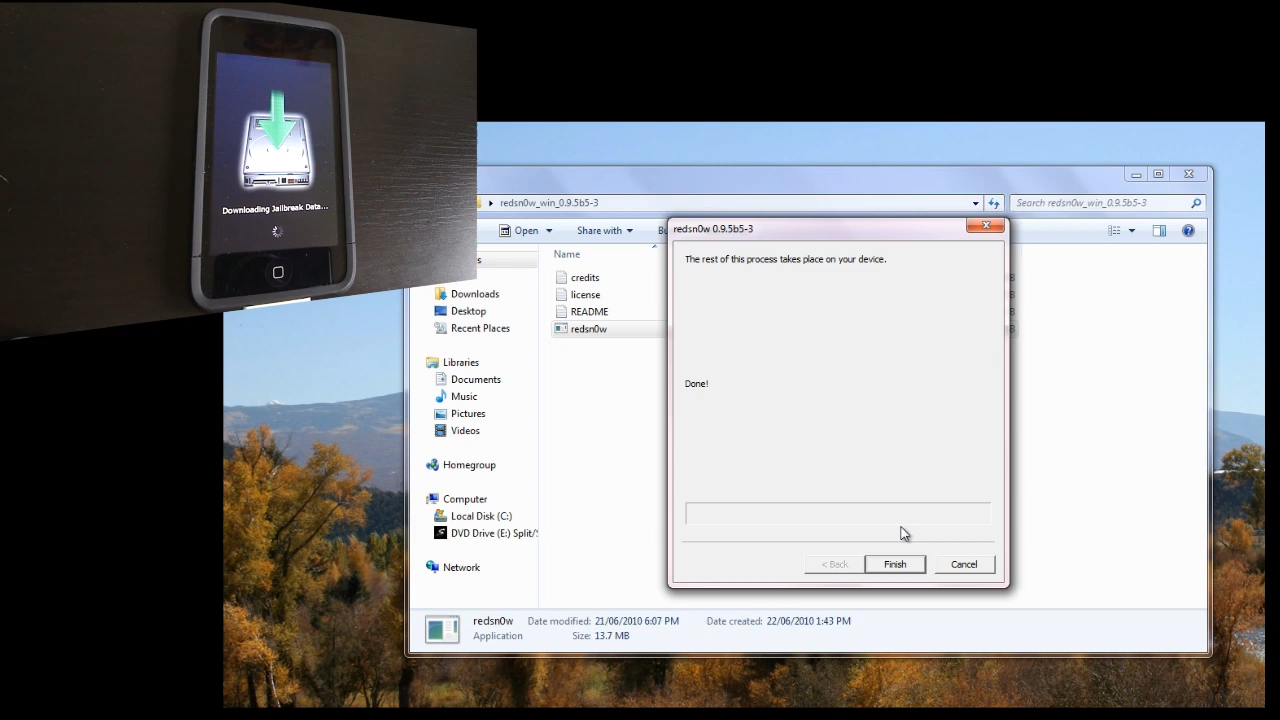 Downloading Jailbreak Data...
redsn0w_win_0.9.5b5-3
Search redsn0w_win_0.9.5b5-3
Open
Share with
Bu
s
Name
redsn0w 0.9.5b5-3
The rest of this process takes place on your device.
credits
license
README
redsn0w
B
B
B
B
Downloads
Desktop
Recent Places
Libraries
Documents
Music
Pictures
Videos
Homegroup
Computer
Local Disk (C:)
DVD Drive (E:) Split/
Network
Done!
< Back
Finish
Cancel
redsn0w Date modified: 21/06/2010 6:07 PM Date created: 22/06/2010 1:43 PM
Application Size: 13.7 MB